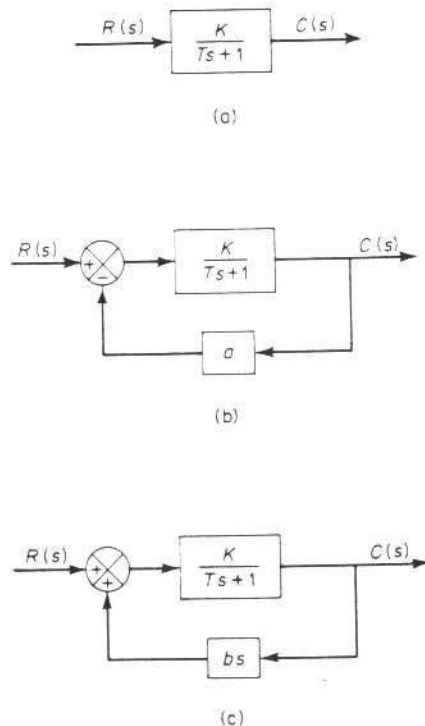 R(s)
K
Ts+1
C(s)
(a)
R(s)
+
−
K
Ts+1
C(s)
a
(b)
R(s)
+
+
K
Ts+1
C(s)
bs
(c)